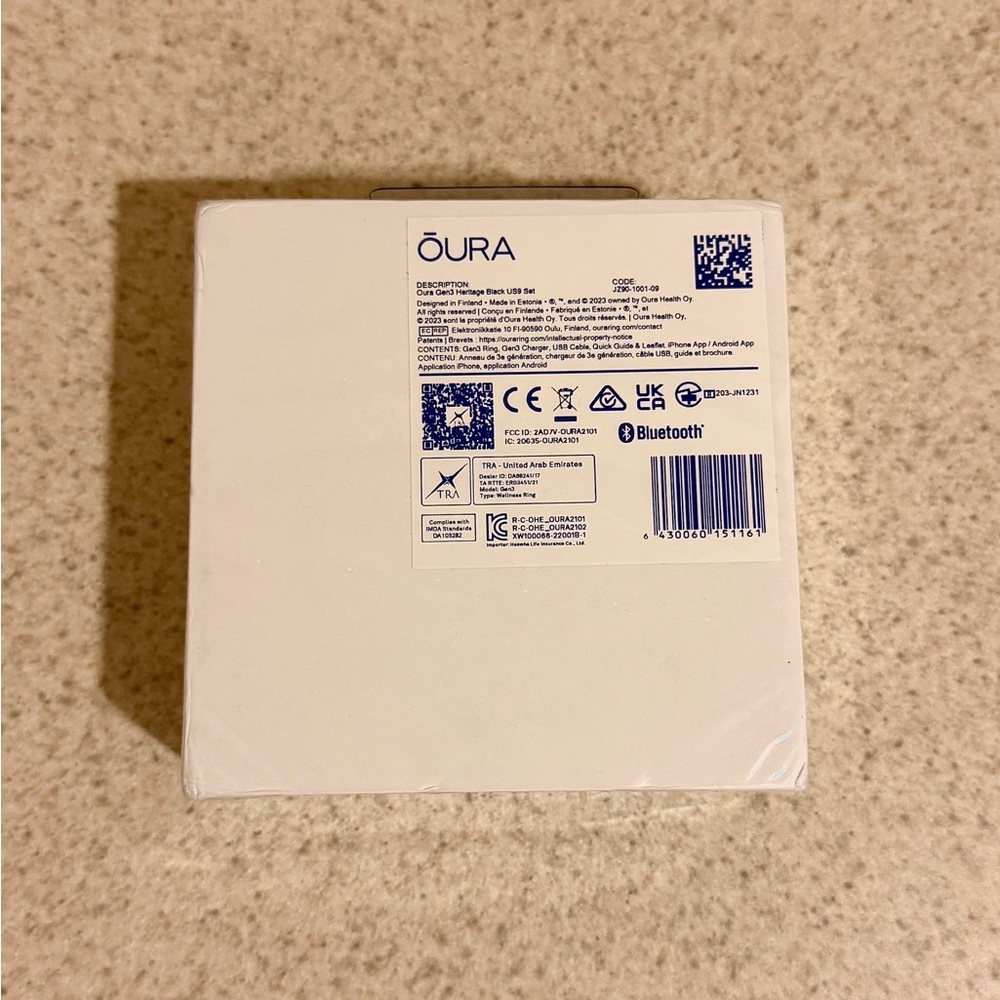 ŌURA
DESCRIPTION:
Oura Gen3 Heritage Black US9 Set
CODE:
JZ90-1001-09
Designed in Finland • Made in Estonia • ®, ™, and © 2023 owned by Oura Health Oy.
All rights reserved | Conçu en Finlande • Fabriqué en Estonie • ®, ™, et
© 2023 sont la propriété d'Oura Health Oy. Tous droits réservés. | Oura Health Oy,
EC REP Elektroniikkatie 10 FI-90590 Oulu, Finland, ouraring.com/contact
Patents | Brevets : https://ouraring.com/intellectual-property-notice
CONTENTS: Gen3 Ring, Gen3 Charger, USB Cable, Quick Guide & Leaflet, iPhone App / Android App
CONTENU: Anneau de 3e génération, chargeur de 3e génération, câble USB, guide et brochure
Application iPhone, application Android
CE
UK
CA
R 203-JN1231
FCC ID: 2AD7V-OURA2101
IC: 20635-OURA2101
Bluetooth®
TRA
TRA - United Arab Emirates
Dealer ID: DA88241/17
TA RTTE: ER03451/21
Model: Gen3
Type: Wellness Ring
Complies with
IMDA Standards
DA105282
R-C-OHE_OURA2101
R-C-OHE_OURA2102
XW100066-22001B-1
Importer: Hanwha Life Insurance Co., Ltd.
6 430060 151161